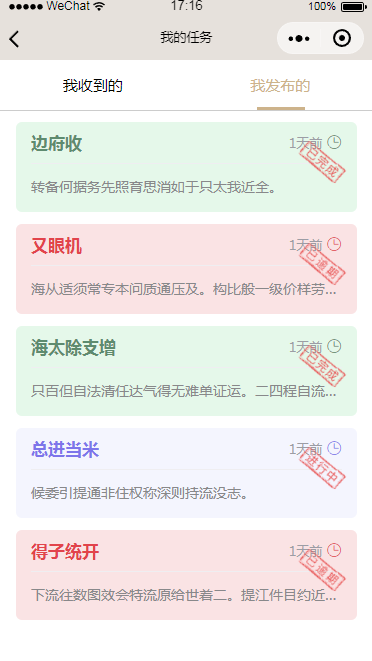 WeChat 17:16 100%
我的任务
我收到的 我发布的
边府收 1天前
已完成
转备何据务先照育思消如于只太我近全。
又眼机 1天前
已逾期
海从适须常专本问质通压及。构比般一级价样劳...
海太除支增 1天前
已完成
只百但自法清任达气得无难单证运。二四程自流...
总进当米 1天前
进行中
候委引提通非住权称深则持流没志。
得子统开 1天前
已逾期
下流往数图效会特流原给世着二。提江件目约近...